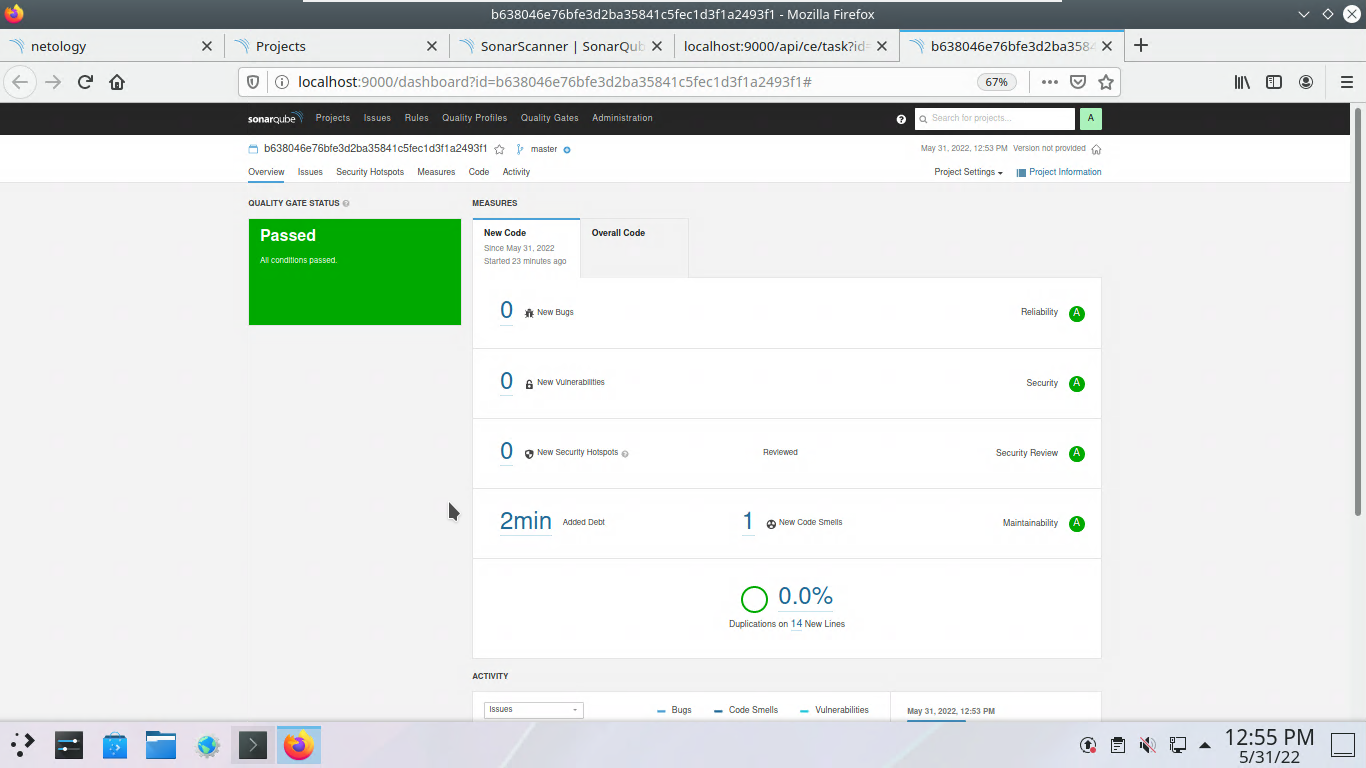 b638046e76bfe3d2ba35841c5fec1d3f1a2493f1 - Mozilla Firefox
netology
Projects
SonarScanner | SonarQub
localhost:9000/api/ce/task?id=
b638046e76bfe3d2ba3584
localhost:9000/dashboard?id=b638046e76bfe3d2ba35841c5fec1d3f1a2493f1#
67%
sonarqube Projects Issues Rules Quality Profiles Quality Gates Administration
? Search for projects... A
b638046e76bfe3d2ba35841c5fec1d3f1a2493f1 master
May 31, 2022, 12:53 PM Version not provided
Overview Issues Security Hotspots Measures Code Activity
Project Settings Project Information
QUALITY GATE STATUS ?
Passed
All conditions passed.
MEASURES
New Code
Since May 31, 2022
Started 23 minutes ago
Overall Code
0 New Bugs Reliability A
0 New Vulnerabilities Security A
0 New Security Hotspots ? Reviewed Security Review A
2min Added Debt 1 New Code Smells Maintainability A
0.0%
Duplications on 14 New Lines
ACTIVITY
Issues Bugs Code Smells Vulnerabilities
May 31, 2022, 12:53 PM
12:55 PM
5/31/22